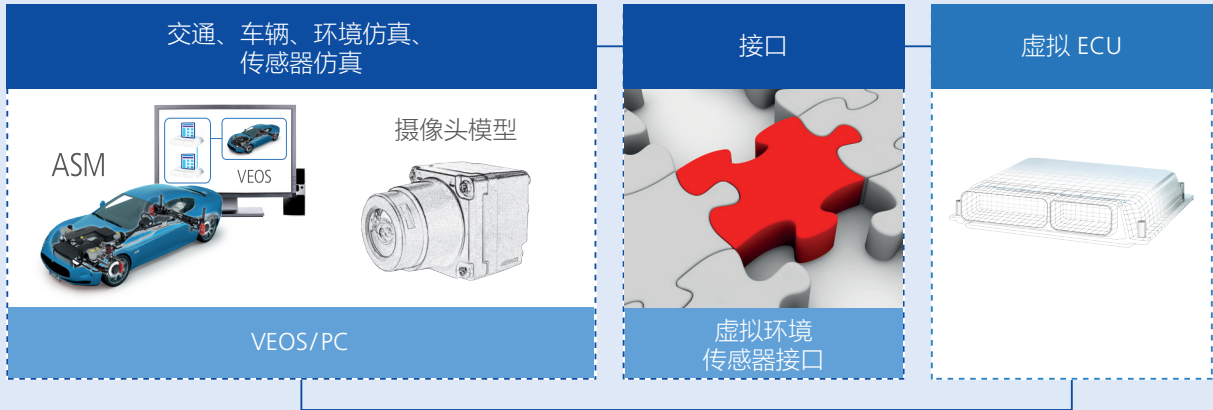 交通、车辆、环境仿真、
传感器仿真
接口
虚拟 ECU
ASM
VEOS
摄像头模型
VEOS/PC
虚拟环境
传感器接口